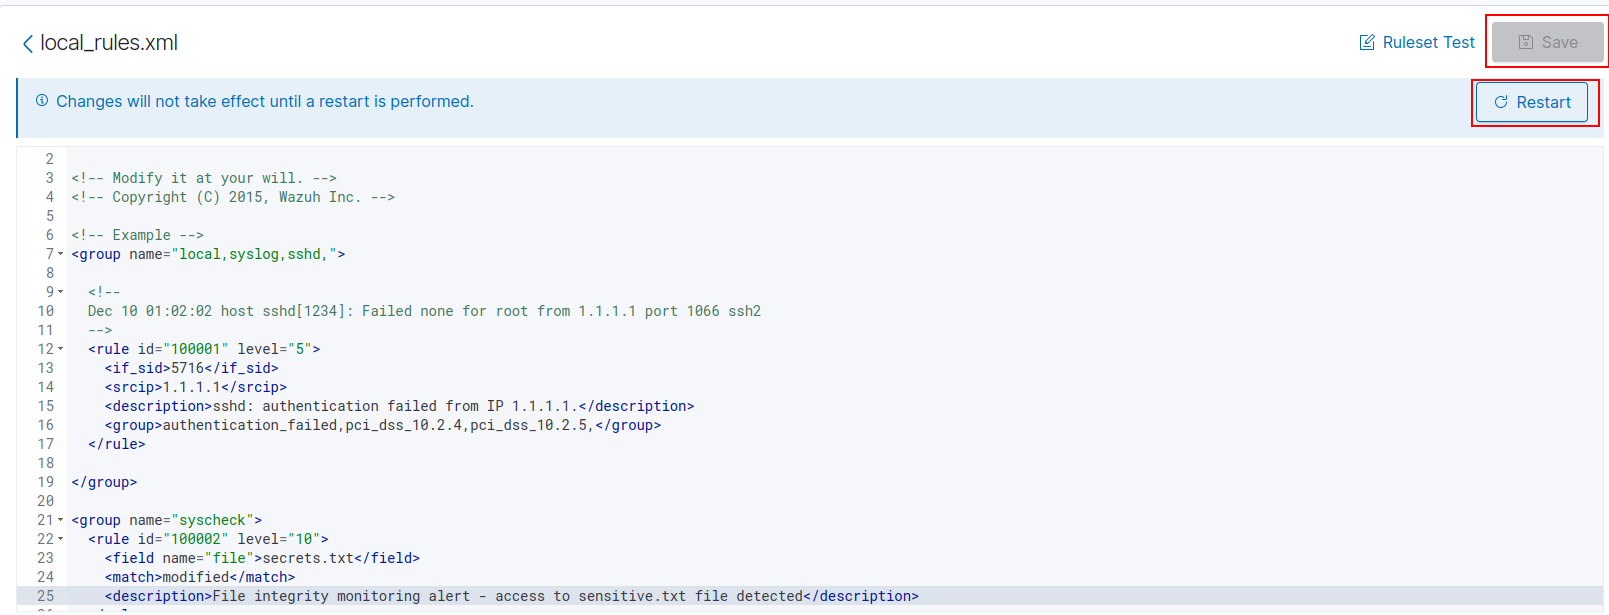 local_rules.xml
Ruleset Test
Save
Changes will not take effect until a restart is performed.
Restart
2
3 <!-- Modify it at your will. -->
4 <!-- Copyright (C) 2015, Wazuh Inc. -->
5
6 <!-- Example -->
7 <group name="local,syslog,sshd,">
8
9 <!--
10 Dec 10 01:02:02 host sshd[1234]: Failed none for root from 1.1.1.1 port 1066 ssh2
11 -->
12 <rule id="100001" level="5">
13 <if_sid>5716</if_sid>
14 <srcip>1.1.1.1</srcip>
15 <description>sshd: authentication failed from IP 1.1.1.1.</description>
16 <group>authentication_failed,pci_dss_10.2.4,pci_dss_10.2.5,</group>
17 </rule>
18
19 </group>
20
21 <group name="syscheck">
22 <rule id="100002" level="10">
23 <field name="file">secrets.txt</field>
24 <match>modified</match>
25 <description>File integrity monitoring alert - access to sensitive.txt file detected</description>